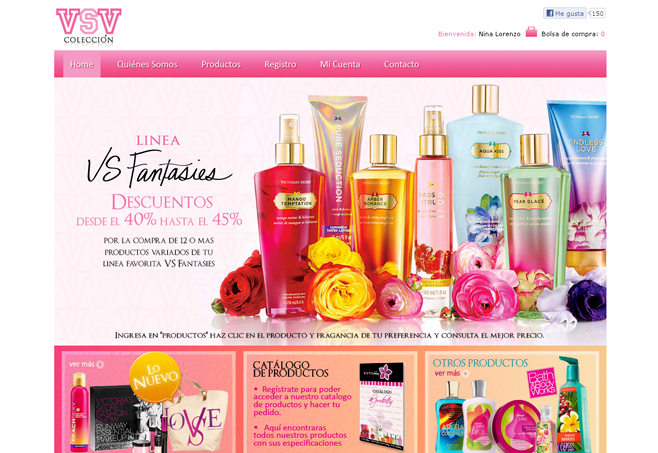 VSV
COLECCIÓN
Me gusta 150
Bienvenida: Nina Lorenzo Bolsa de compra: 0
Home Quiénes Somos Productos Registro Mi Cuenta Contacto
LINEA
VS Fantasies
DESCUENTOS
DESDE EL 40% HASTA EL 45%
POR LA COMPRA DE 12 O MAS
PRODUCTOS VARIADOS DE TU
LINEA FAVORITA VS FANTASIES
PURE SEDUCTION
VICTORIA'S SECRET
MANGO
TEMPTATION
AMBER
ROMANCE
PASSION
STRUCK
AQUA KISS
PEAR GLACÉ
ENDLESS
LOVE
INGRESA EN "PRODUCTOS" HAZ CLIC EN EL PRODUCTO Y FRAGANCIA DE TU PREFERENCIA Y CONSULTA EL MEJOR PRECIO.
ver más
LO
NUEVO
CATÁLOGO
DE PRODUCTOS
• Regístrate para poder
acceder a nuestro catalogo
de productos y hacer tu
pedido.
• Aquí encontraras
todos nuestros productos
con sus especificaciones
OTROS PRODUCTOS
ver más
Bath
& Body
Works